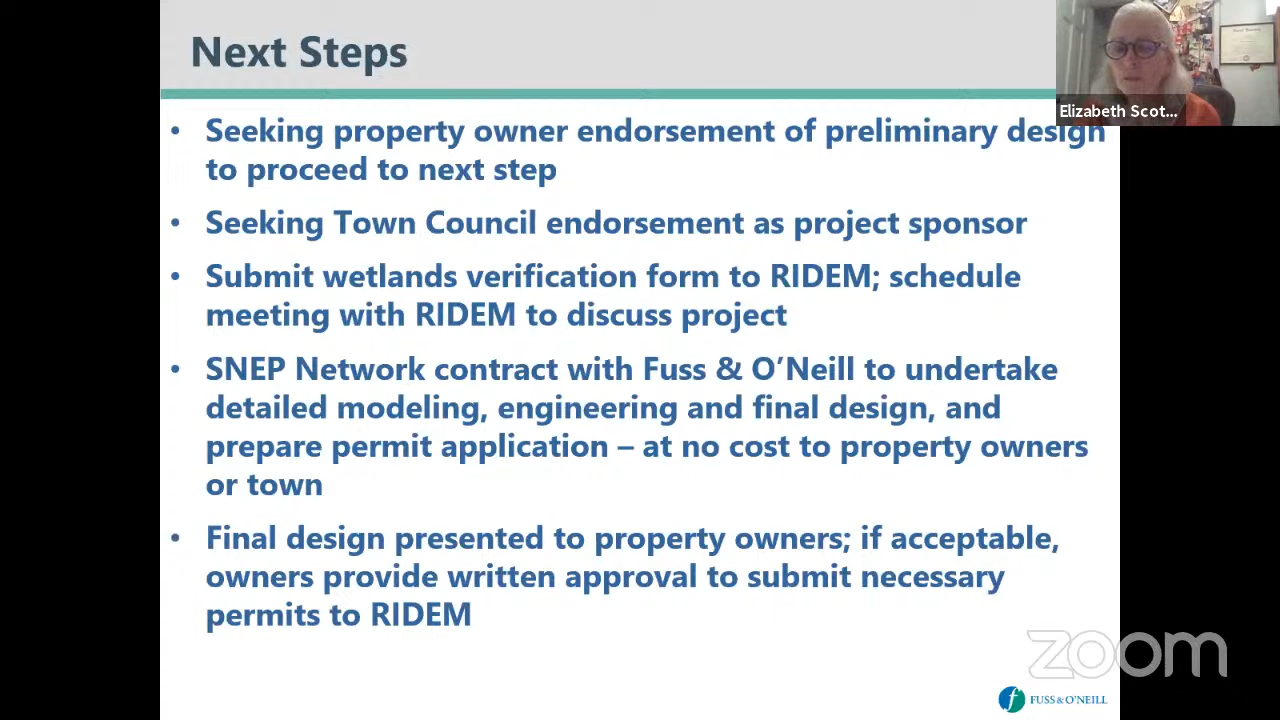 Next Steps
Elizabeth Scot...
• Seeking property owner endorsement of preliminary design
to proceed to next step
• Seeking Town Council endorsement as project sponsor
• Submit wetlands verification form to RIDEM; schedule
meeting with RIDEM to discuss project
• SNEP Network contract with Fuss & O’Neill to undertake
detailed modeling, engineering and final design, and
prepare permit application – at no cost to property owners
or town
• Final design presented to property owners; if acceptable,
owners provide written approval to submit necessary
permits to RIDEM
zoom
FUSS & O'NEILL